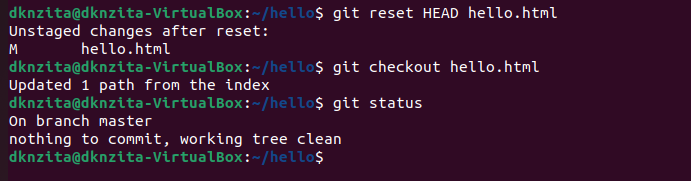 dknzita@dknzita-VirtualBox:~/hello$ git reset HEAD hello.html
Unstaged changes after reset:
M       hello.html
dknzita@dknzita-VirtualBox:~/hello$ git checkout hello.html
Updated 1 path from the index
dknzita@dknzita-VirtualBox:~/hello$ git status
On branch master
nothing to commit, working tree clean
dknzita@dknzita-VirtualBox:~/hello$